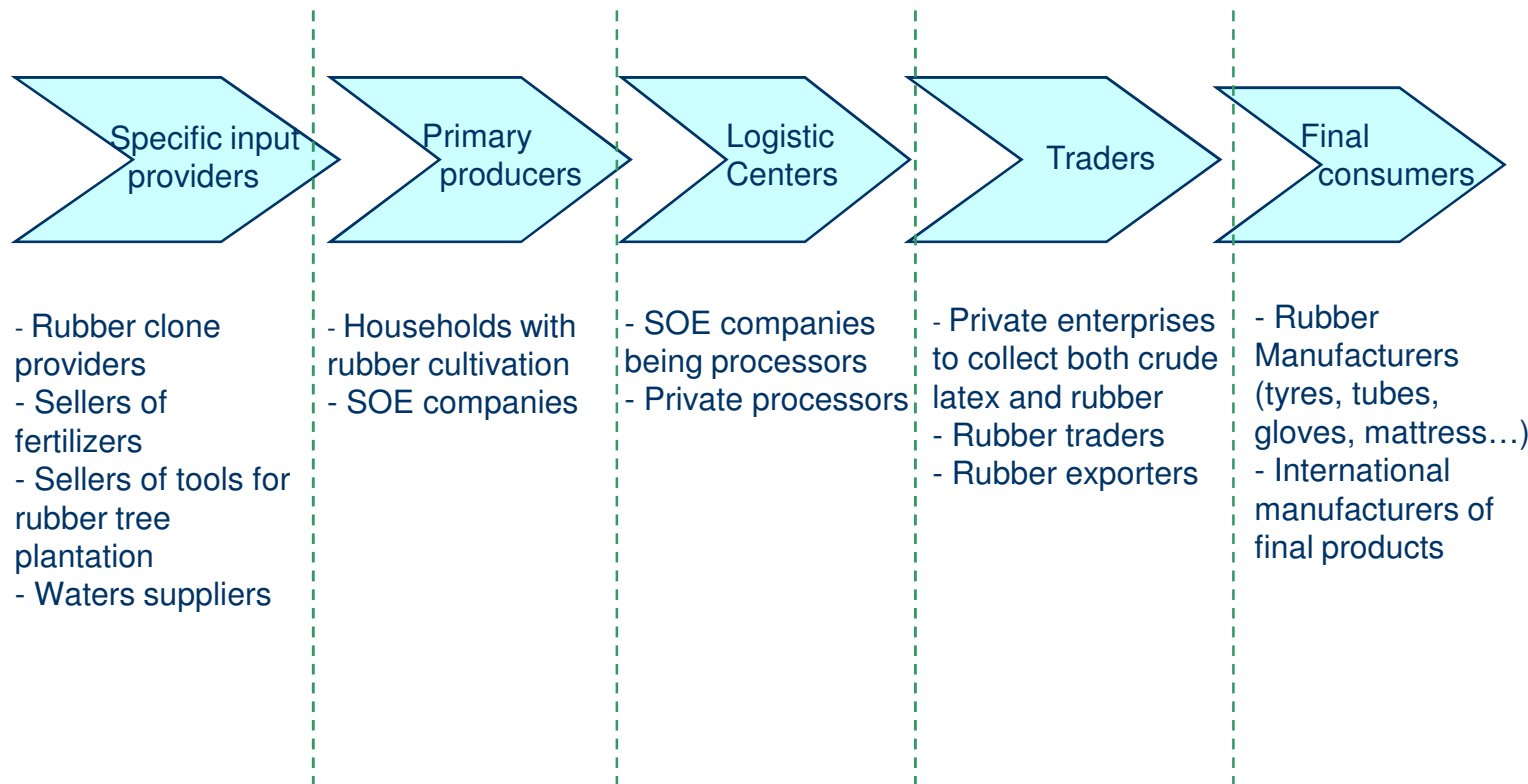 Specific input
providers
Primary
producers
Logistic
Centers
Traders
Final
consumers
- Rubber clone
providers
- Sellers of
fertilizers
- Sellers of tools for
rubber tree
plantation
- Waters suppliers
- Households with
rubber cultivation
- SOE companies
- SOE companies
being processors
- Private processors
- Private enterprises
to collect both crude
latex and rubber
- Rubber traders
- Rubber exporters
- Rubber
Manufacturers
(tyres, tubes,
gloves, mattress…)
- International
manufacturers of
final products